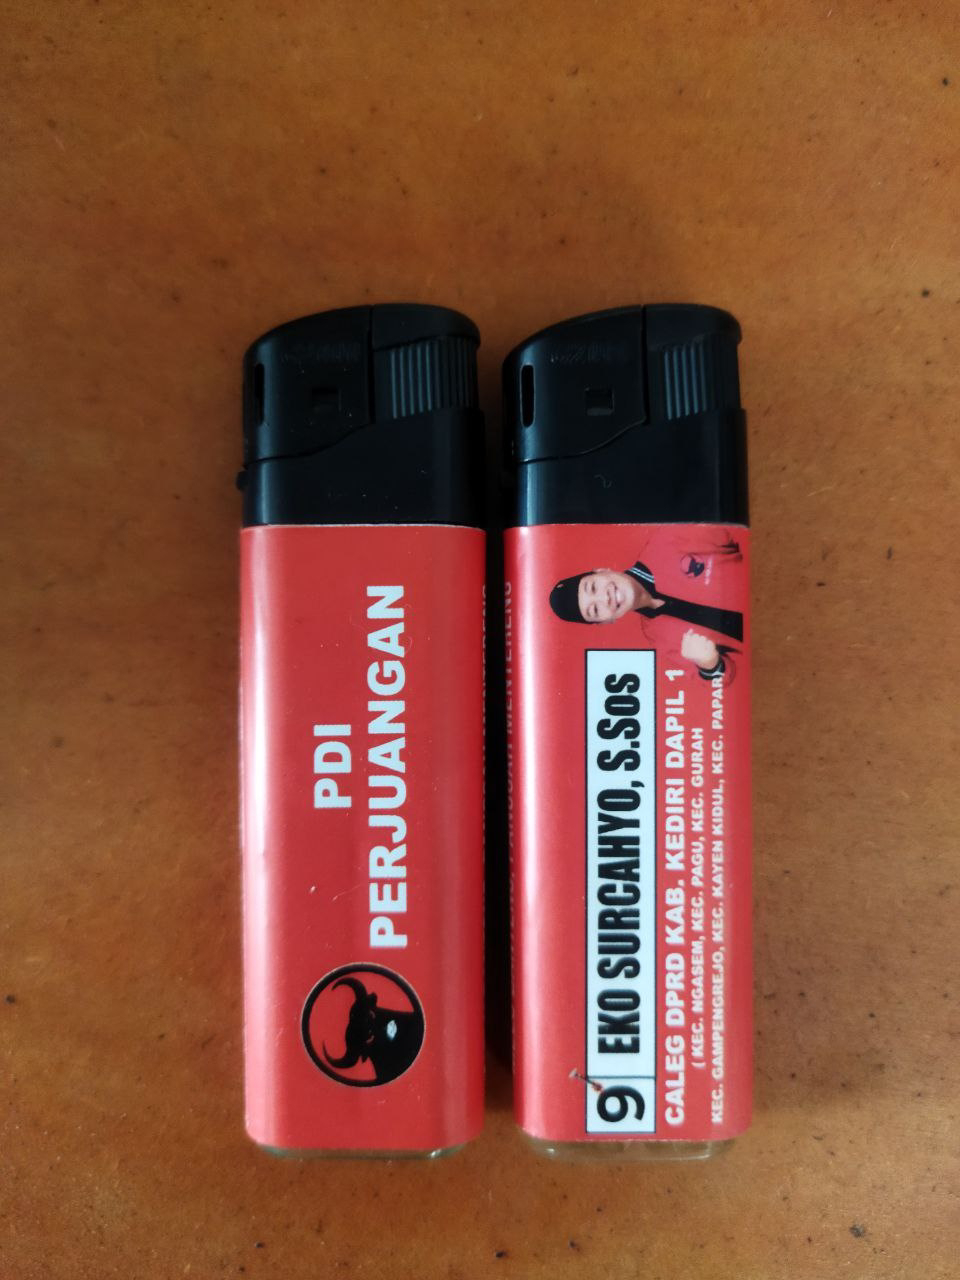 PDI
PERJUANGAN
9 EKO SURCAHYO, S.Sos
CALEG DPRD KAB. KEDIRI DAPIL 1
( KEC. NGASEM, KEC. PAGU, KEC. GURAH
KEC. GAMPENGREJO, KEC. KAYEN KIDUL, KEC. PAPAR)